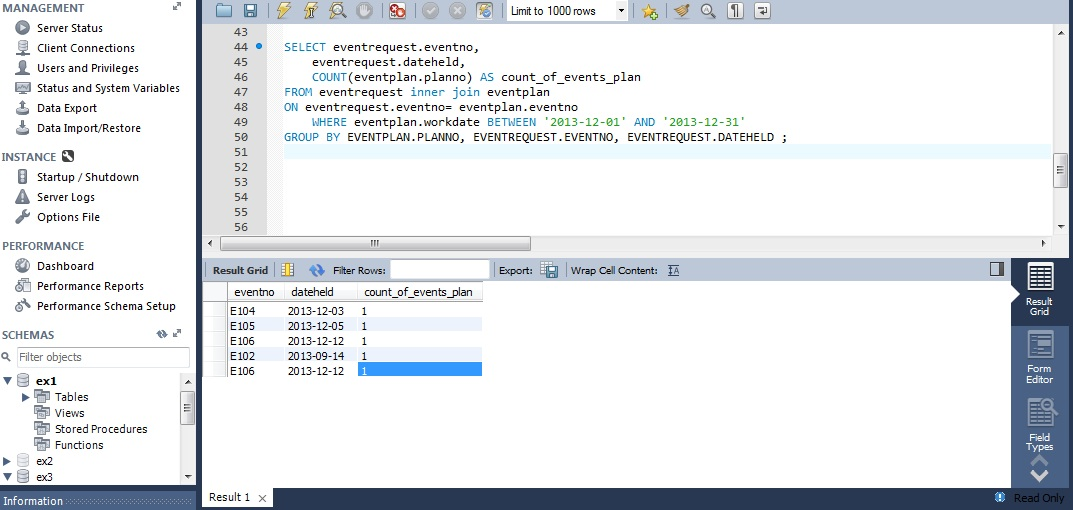 MANAGEMENT
Server Status
Client Connections
Users and Privileges
Status and System Variables
Data Export
Data Import/Restore
INSTANCE
Startup / Shutdown
Server Logs
Options File
PERFORMANCE
Dashboard
Performance Reports
Performance Schema Setup
SCHEMAS
Filter objects
ex1
Tables
Views
Stored Procedures
Functions
ex2
ex3
Information
Limit to 1000 rows
43
44 SELECT eventrequest.eventno,
45 eventrequest.dateheld,
46 COUNT(eventplan.planno) AS count_of_events_plan
47 FROM eventrequest inner join eventplan
48 ON eventrequest.eventno= eventplan.eventno
49 WHERE eventplan.workdate BETWEEN '2013-12-01' AND '2013-12-31'
50 GROUP BY EVENTPLAN.PLANNO, EVENTREQUEST.EVENTNO, EVENTREQUEST.DATEHELD ;
51
52
53
54
55
56
Result Grid Filter Rows: Export: Wrap Cell Content: IA
eventno dateheld count_of_events_plan
E104 2013-12-03 1
E105 2013-12-05 1
E106 2013-12-12 1
E102 2013-09-14 1
E106 2013-12-12 1
Result
Grid
Form
Editor
Field
Types
Result 1
Read Only